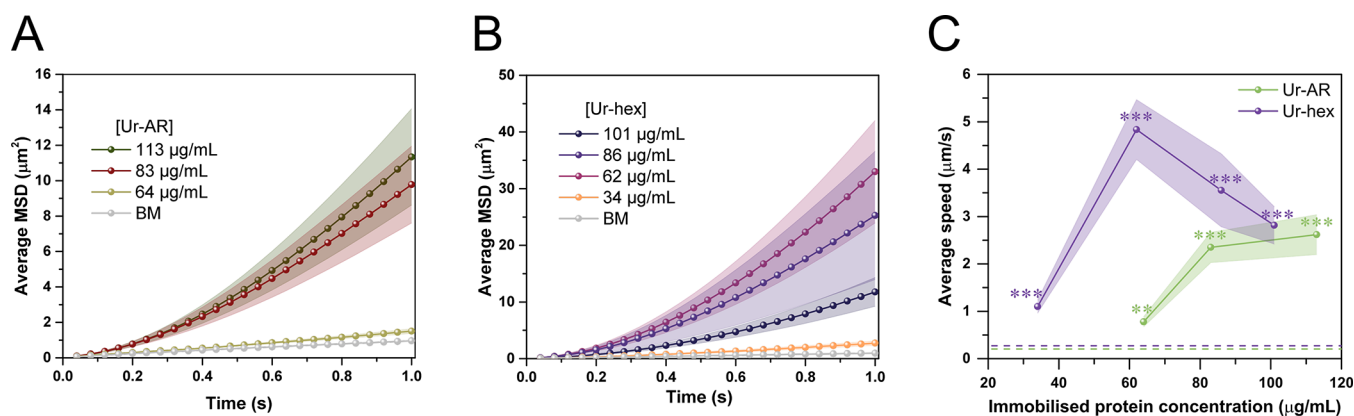 A
Average MSD (μm²)
16
14
12
10
8
6
4
2
0
[Ur-AR]
113 μg/mL
83 μg/mL
64 μg/mL
BM
0.0 0.2 0.4 0.6 0.8 1.0
Time (s)
B
Average MSD (μm²)
50
40
30
20
10
0
[Ur-hex]
101 μg/mL
86 μg/mL
62 μg/mL
34 μg/mL
BM
0.0 0.2 0.4 0.6 0.8 1.0
Time (s)
C
Average speed (μm/s)
6
5
4
3
2
1
0
Ur-AR
Ur-hex
***
***
***
***
***
***
**
20 40 60 80 100 120
Immobilised protein concentration (μg/mL)